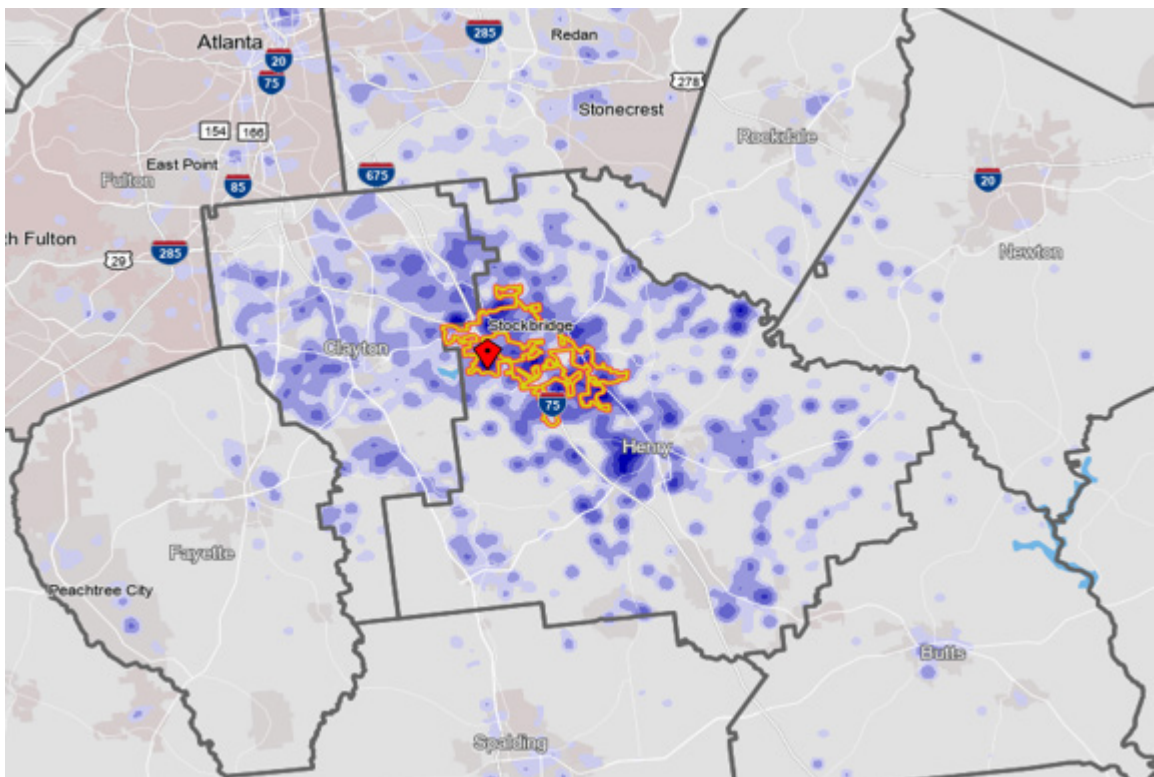 285
Redan
Atlanta
20
75
278
Stonecrest
154
166
Rockdale
East Point
675
Fulton
85
20
th Fulton
285
29
Newton
Stockbridge
Clayton
75
Henry
Fayette
Peachtree City
Butts
Spalding